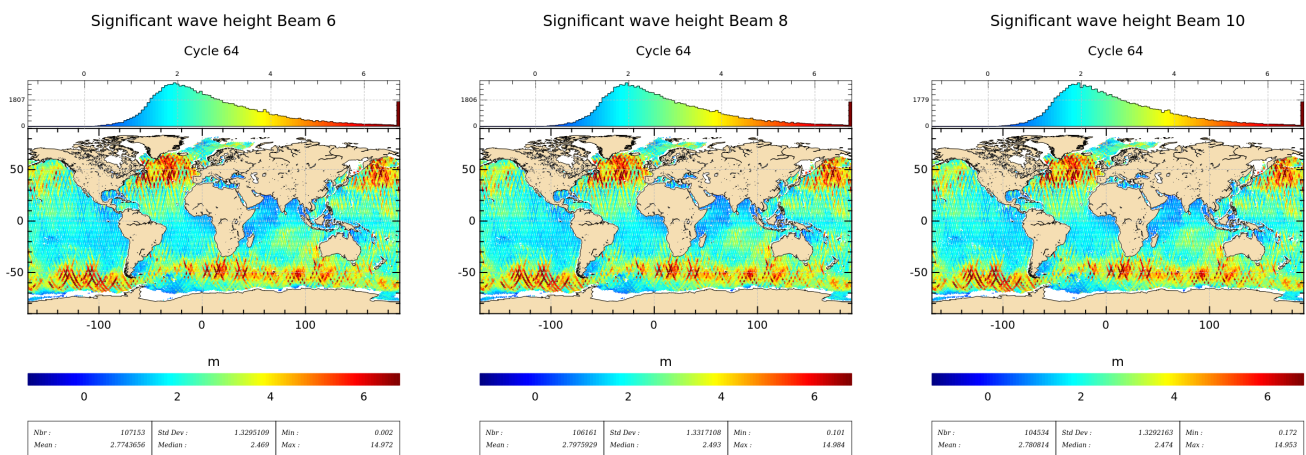 Significant wave height Beam 6
Cycle 64
0 2 4 6
1807
0
50
0
-50
-100 0 100
m
0 2 4 6
Nbr : 107153 Std Dev : 1.3295109 Min : 0.002
Mean : 2.7743656 Median : 2.469 Max : 14.972
Significant wave height Beam 8
Cycle 64
0 2 4 6
1806
0
50
0
-50
-100 0 100
m
0 2 4 6
Nbr : 106161 Std Dev : 1.3317108 Min : 0.101
Mean : 2.7975929 Median : 2.493 Max : 14.984
Significant wave height Beam 10
Cycle 64
0 2 4 6
1779
0
50
0
-50
-100 0 100
m
0 2 4 6
Nbr : 104534 Std Dev : 1.3292163 Min : 0.172
Mean : 2.780814 Median : 2.474 Max : 14.953